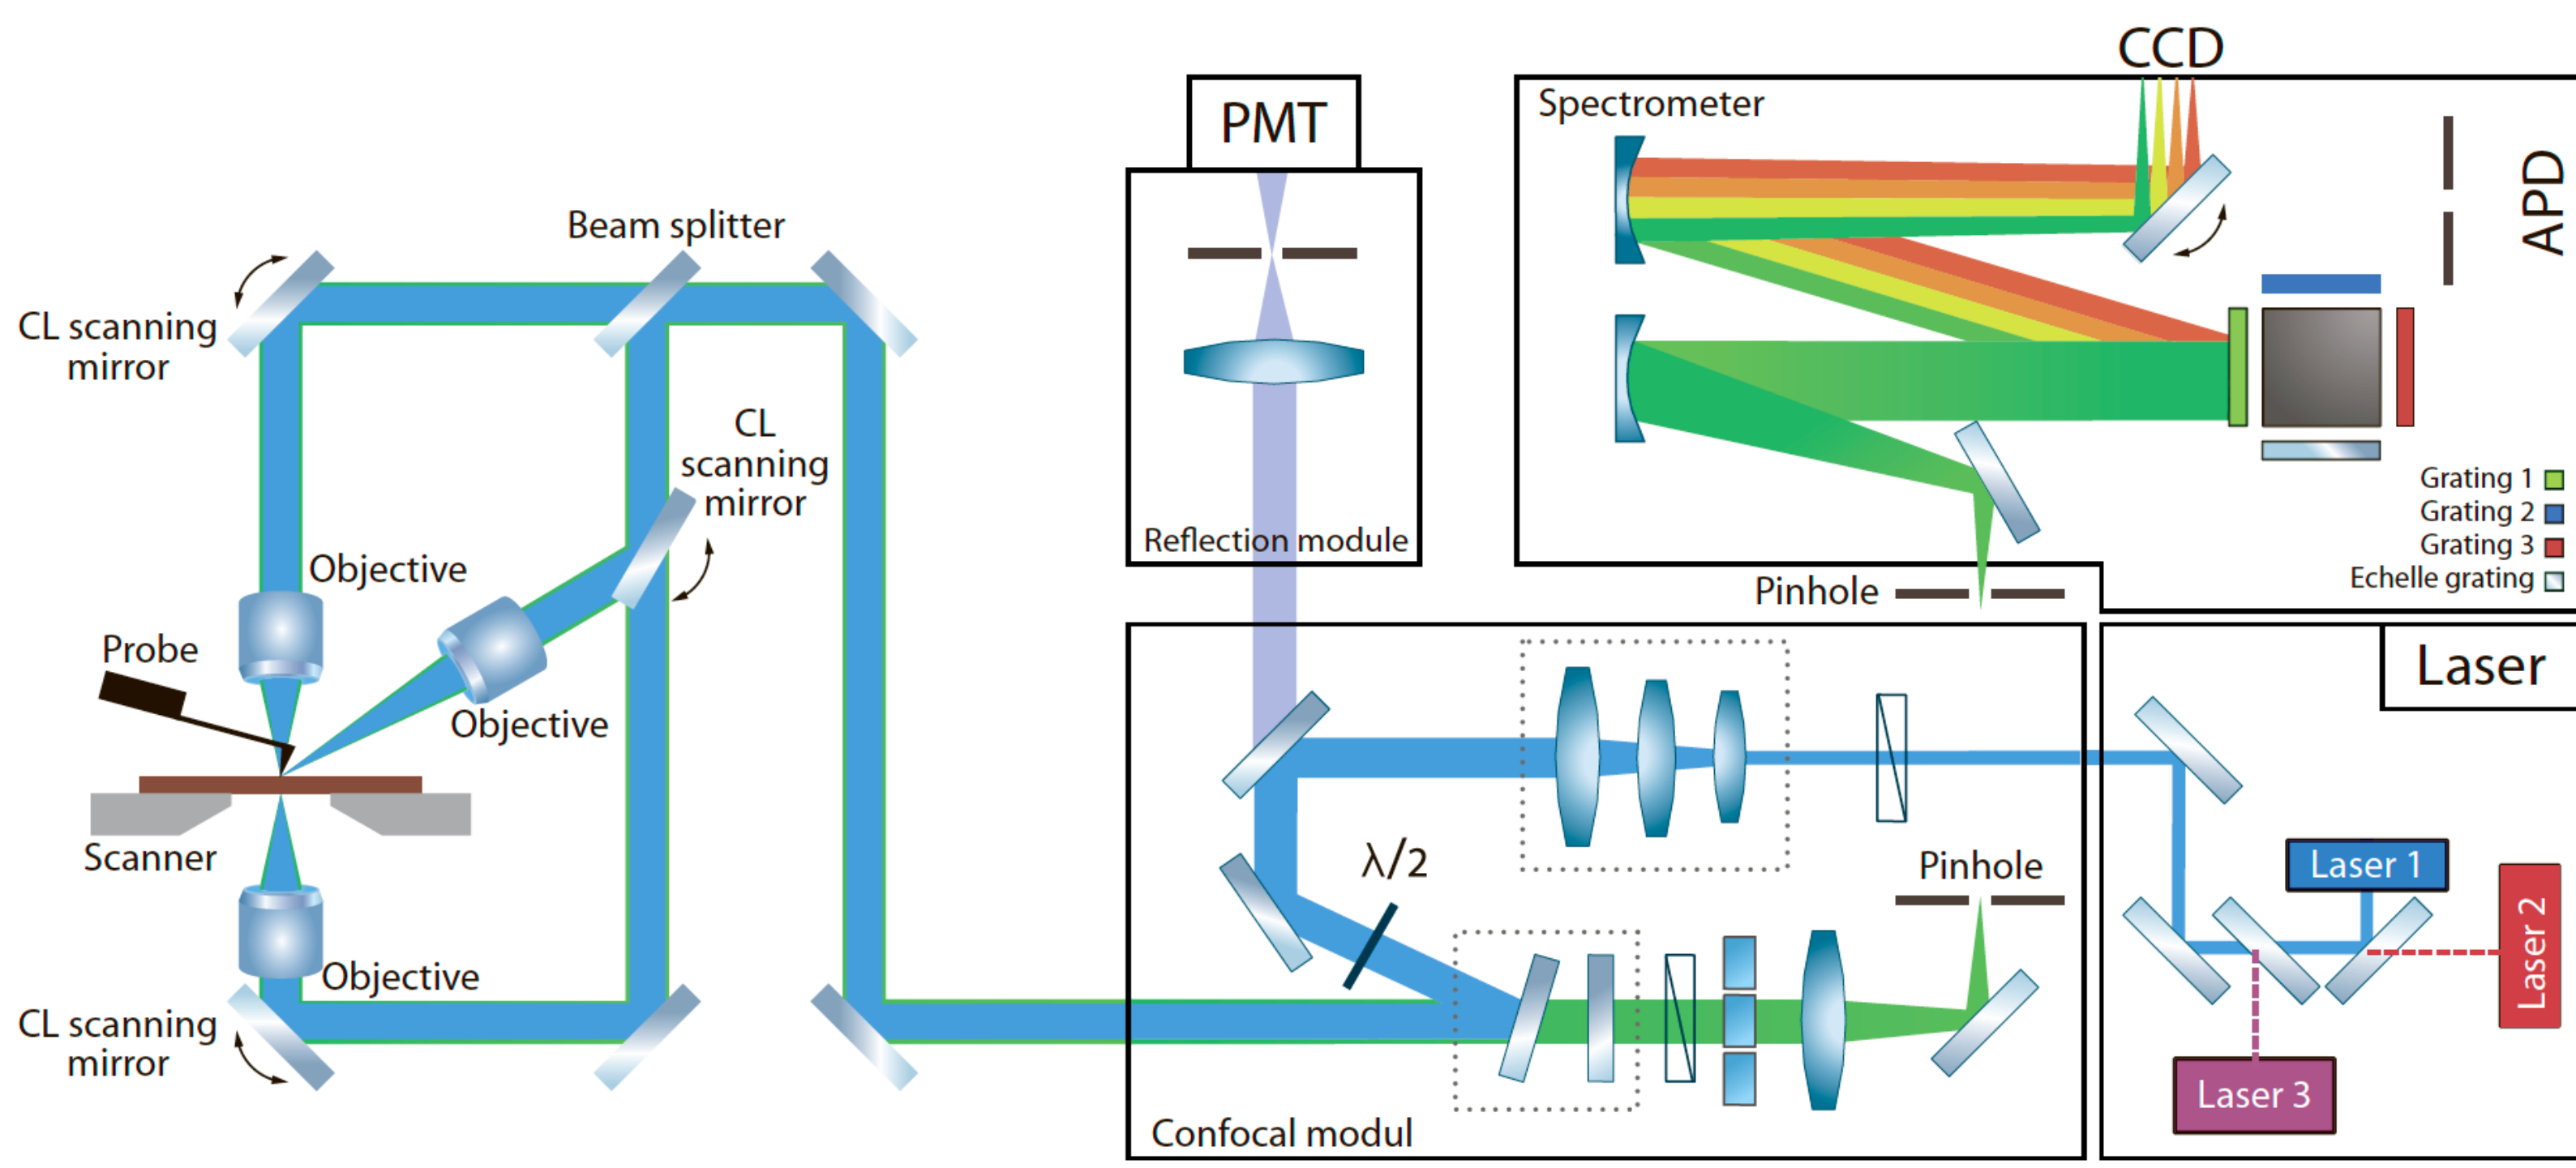 CCD
PMT
Spectrometer
APD
Beam splitter
CL scanning
mirror
CL
scanning
mirror
Objective
Reflection module
Grating 1
Grating 2
Grating 3
Echelle grating
Pinhole
Probe
Objective
Laser
Scanner
λ/2
Pinhole
Laser 1
Laser 2
Objective
CL scanning
mirror
Laser 3
Confocal modul